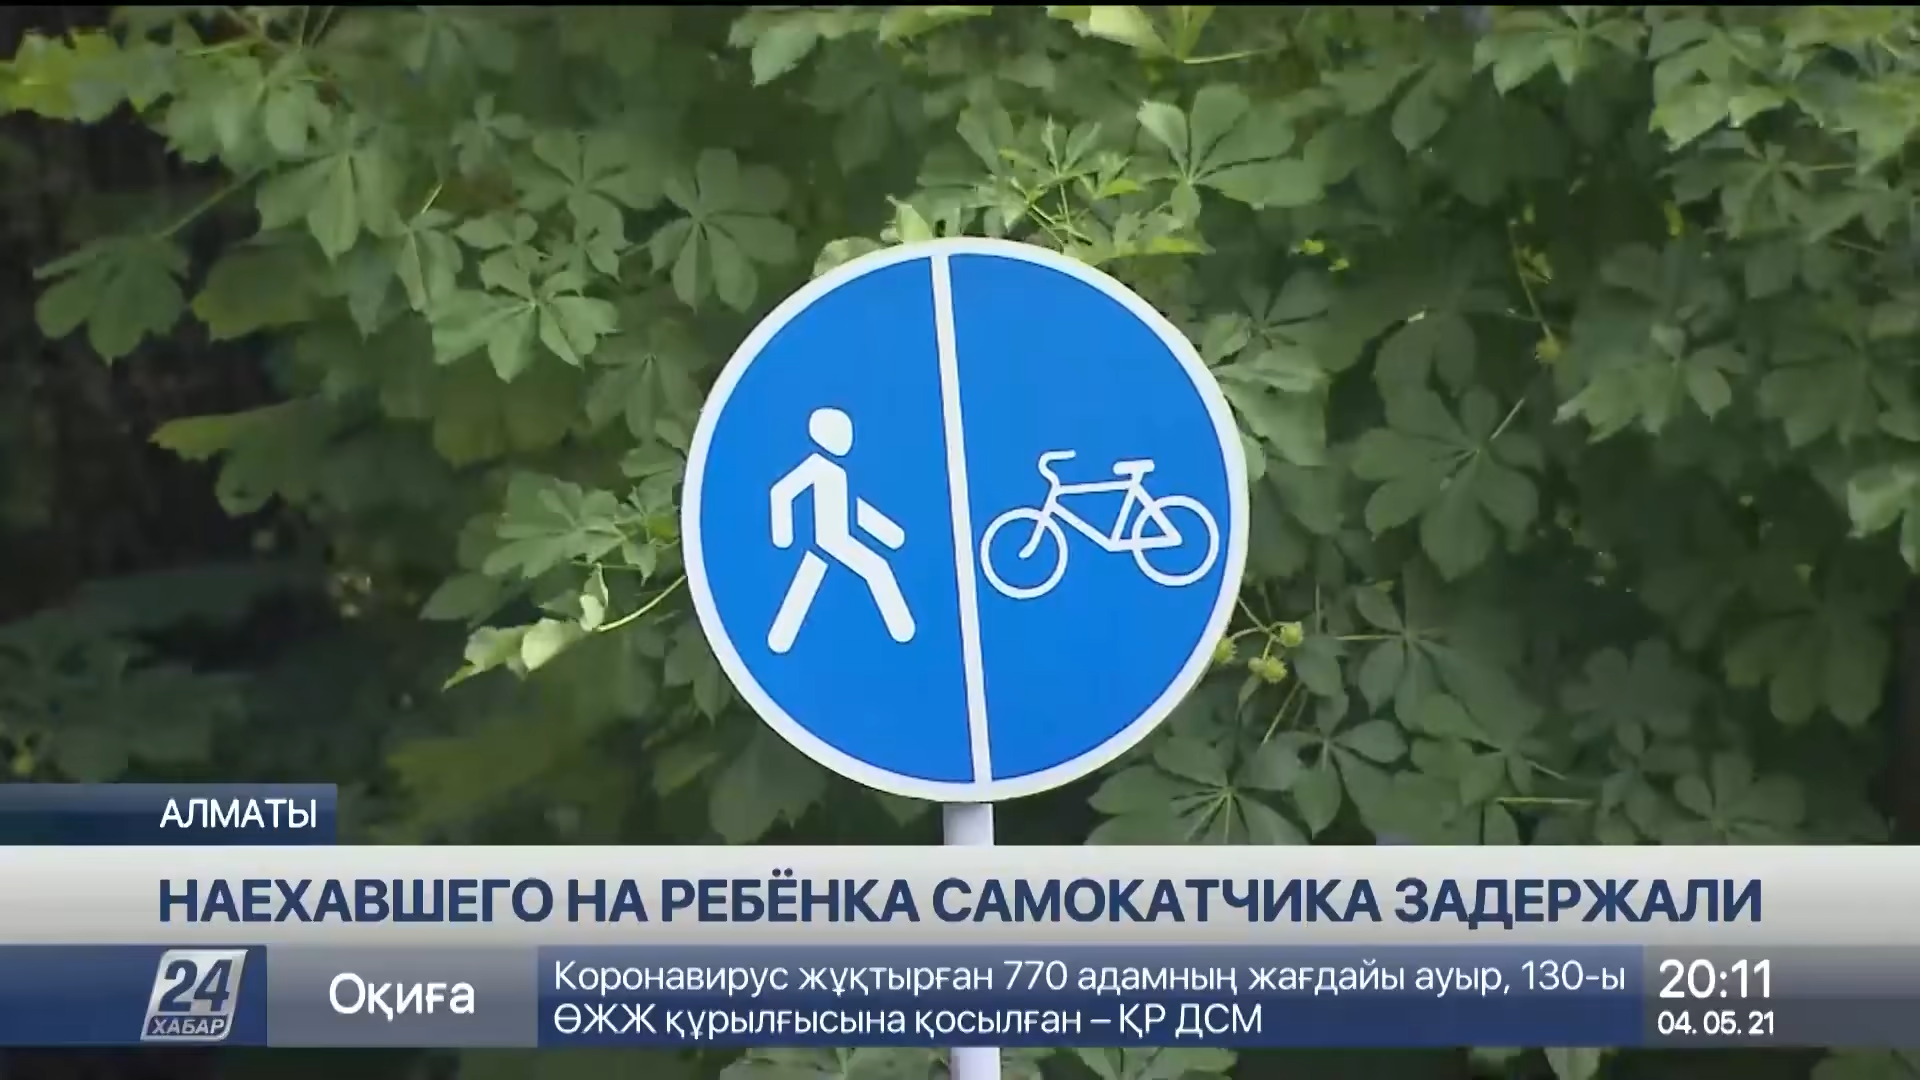 АЛМАТЫ
НАЕХАВШЕГО НА РЕБЁНКА САМОКАТЧИКА ЗАДЕРЖАЛИ
24
ХАБАР
Оқиға
Коронавирус жұқтырған 770 адамның жағдайы ауыр, 130-ы
ӨЖЖ құрылғысына қосылған – ҚР ДСМ
20:11
04. 05. 21